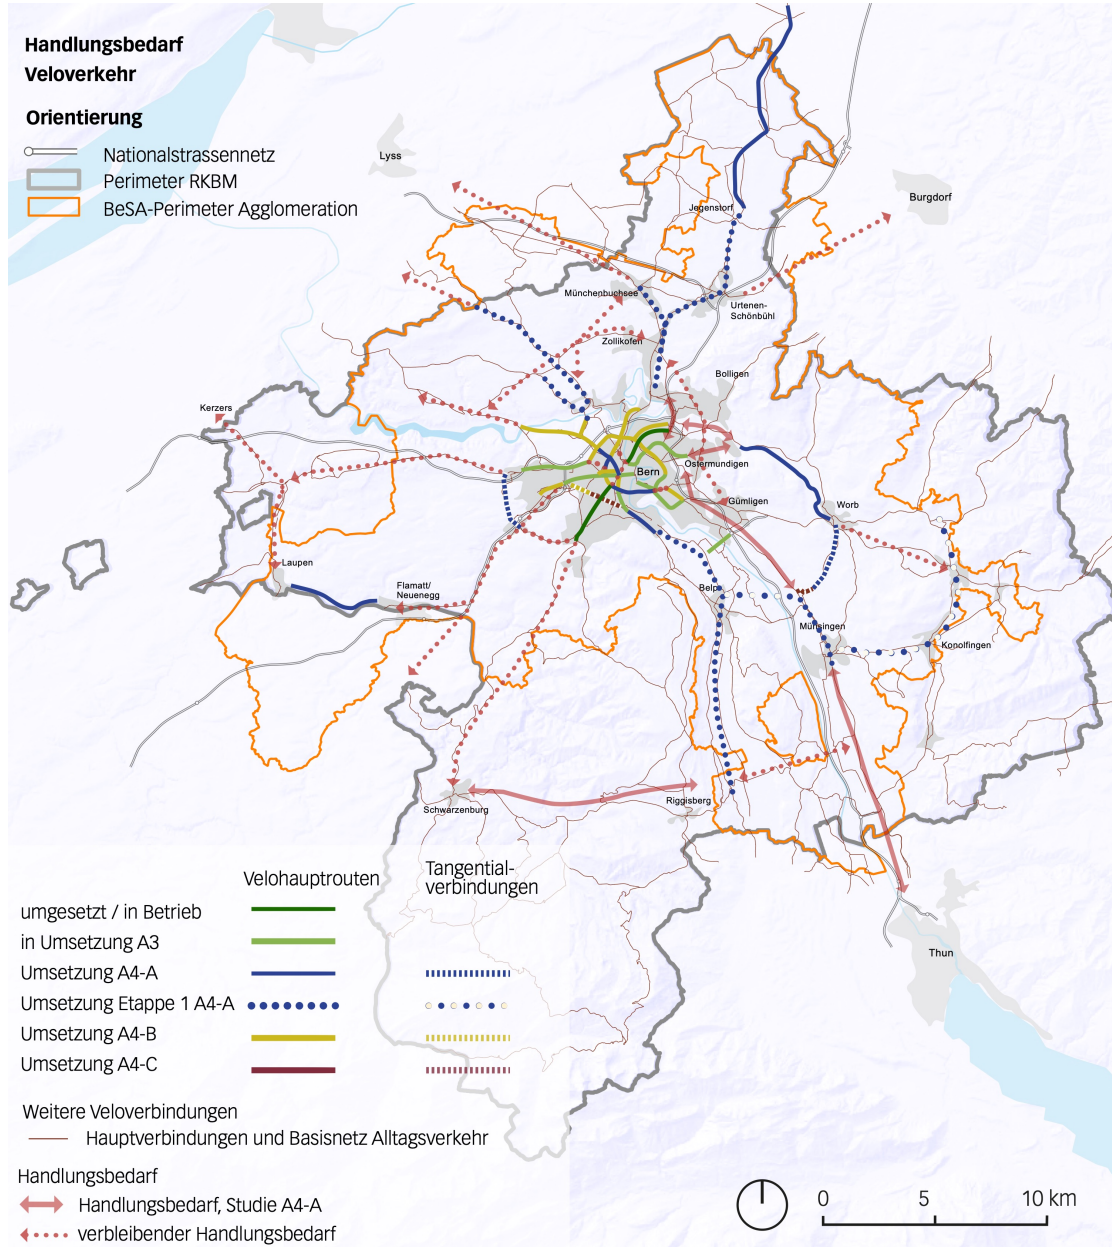 Handlungsbedarf
Veloverkehr
Orientierung
Nationalstrassennetz
Perimeter RKBM
BeSA-Perimeter Agglomeration
Lyss
Burgdorf
Jegenstorf
Münchenbuchsee
Urtenen-
Schönbühl
Zollikofen
Bolligen
Kerzers
Ostermundigen
Bern
Gümligen
Worb
Laupen
Flamatt/
Neuenegg
Belp
Münsingen
Konolfingen
Riggisberg
Schwarzenburg
Thun
Velohauptrouten
Tangential-
verbindungen
umgesetzt / in Betrieb
in Umsetzung A3
Umsetzung A4-A
Umsetzung Etappe 1 A4-A
Umsetzung A4-B
Umsetzung A4-C
Weitere Veloverbindungen
Hauptverbindungen und Basisnetz Alltagsverkehr
Handlungsbedarf
Handlungsbedarf, Studie A4-A
verbleibender Handlungsbedarf
0 5 10 km